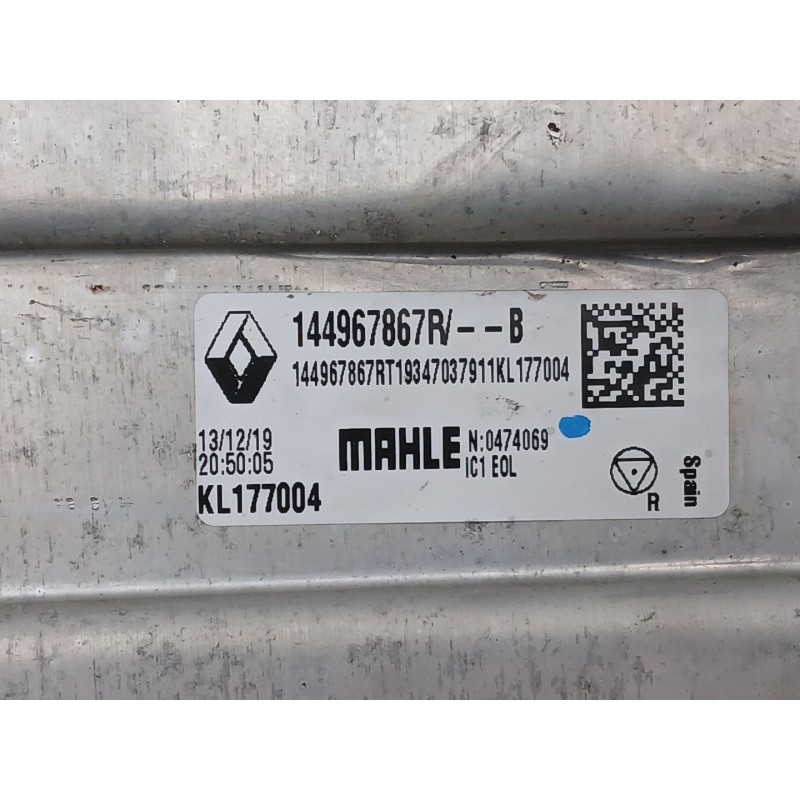 144967867R/--B
144967867RT19347037911KL177004
13/12/19
20:50:05
MAHLE
N:0474069
IC1 EOL
KL177004
R
Spain